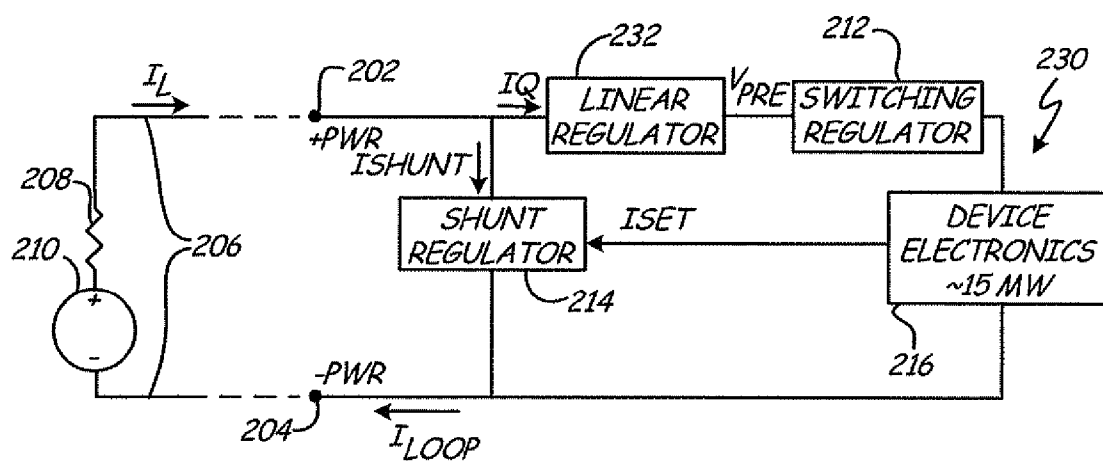 232
212
230
I_L
202
IQ
LINEAR
REGULATOR
V_PRE
SWITCHING
REGULATOR
+PWR
ISHUNT
208
210
206
SHUNT
REGULATOR
ISET
DEVICE
ELECTRONICS
~15 MW
214
216
+
-
-PWR
204
I_LOOP